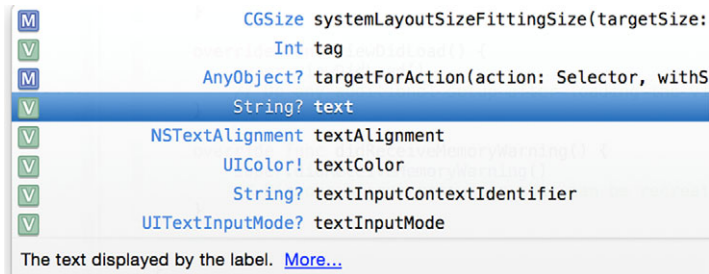 M CGSize systemLayoutSizeFittingSize(targetSize:
V Int tag
M AnyObject? targetForAction(action: Selector, withS
V String? text
V NSTextAlignment textAlignment
V UIColor! textColor
V String? textInputContextIdentifier
V UITextInputMode? textInputMode
The text displayed by the label. More...